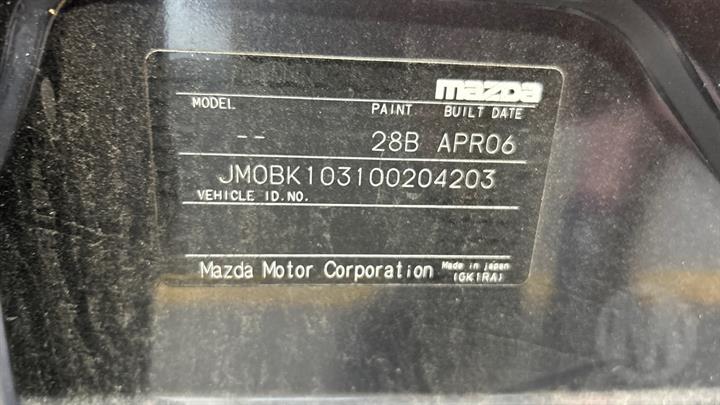 mazda
MODEL PAINT BUILT DATE
-- 28B APR06
JM0BK103100204203
VEHICLE ID.NO.
Mazda Motor Corporation Made in japan
(GK1RA)